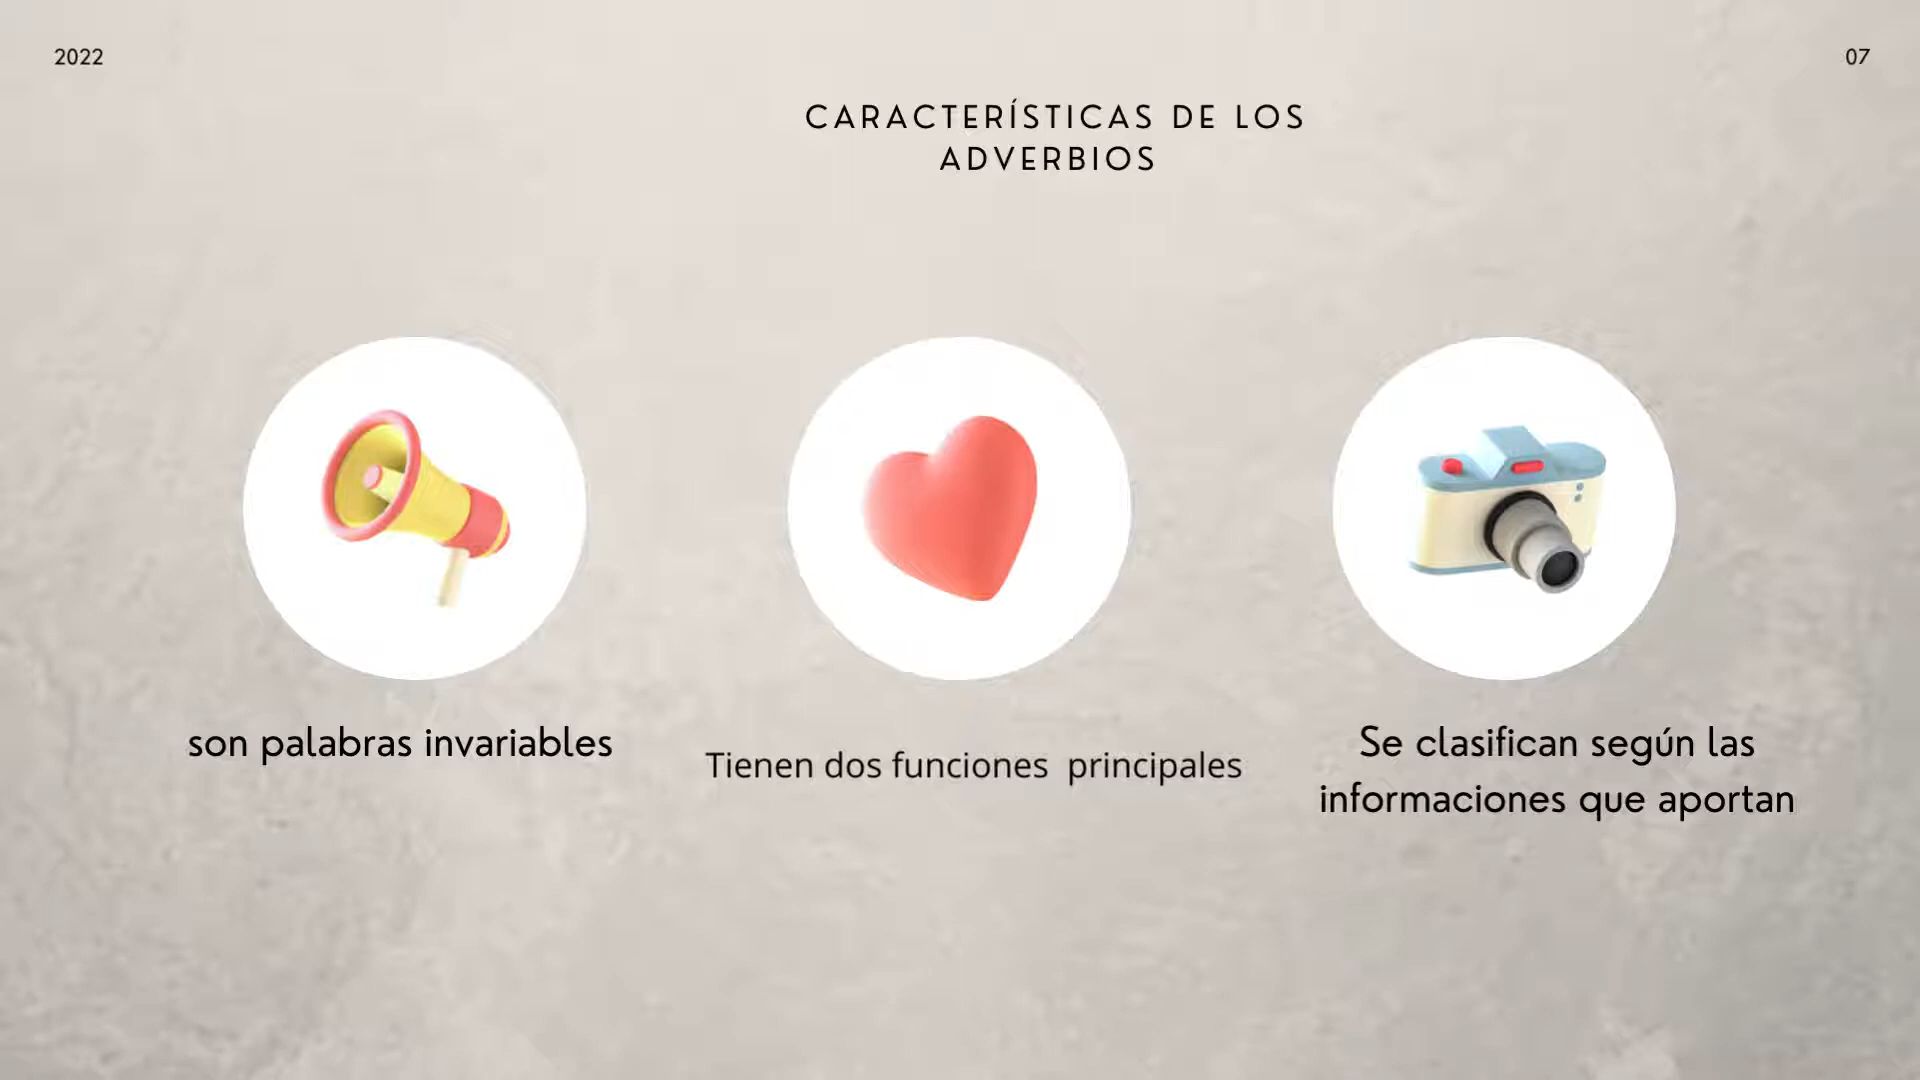 2022
07
CARACTERÍSTICAS DE LOS
ADVERBIOS
son palabras invariables
Tienen dos funciones principales
Se clasifican según las
informaciones que aportan